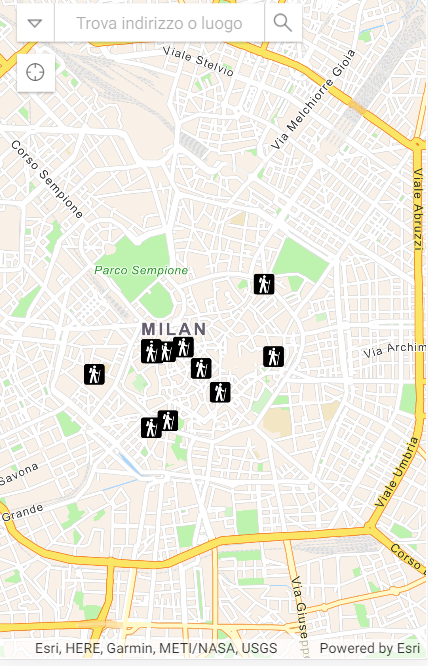 Trova indirizzo o luogo
Viale Stelvio
Via Melchiorre Gioia
Corso Sempione
Viale Abruzzi
Parco Sempione
MILAN
Via Archim
Savona
Grande
Viale Umbria
Corso
Via Giusepp
Esri, HERE, Garmin, METI/NASA, USGS
Powered by Esri